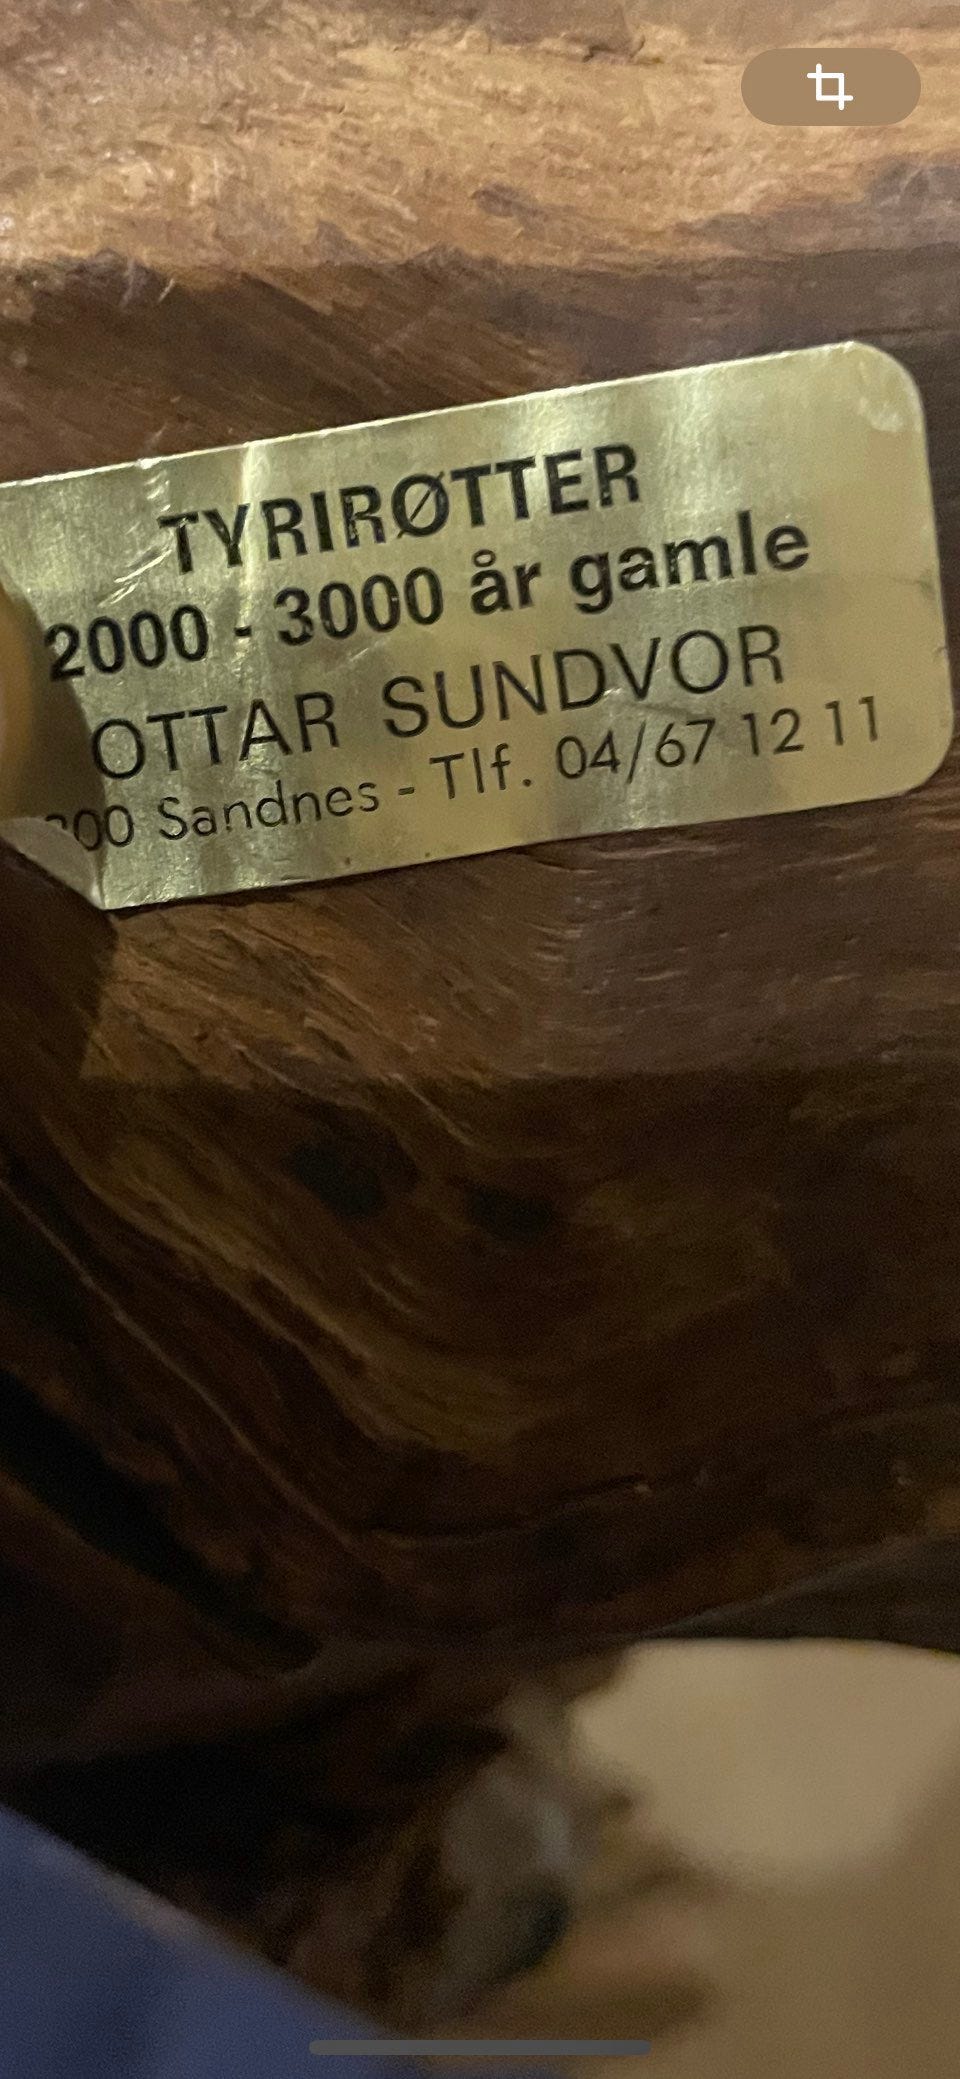 TYRIRØTTER
2000 - 3000 år gamle
OTTAR SUNDVOR
Sandnes - Tlf. 04/67 12 11